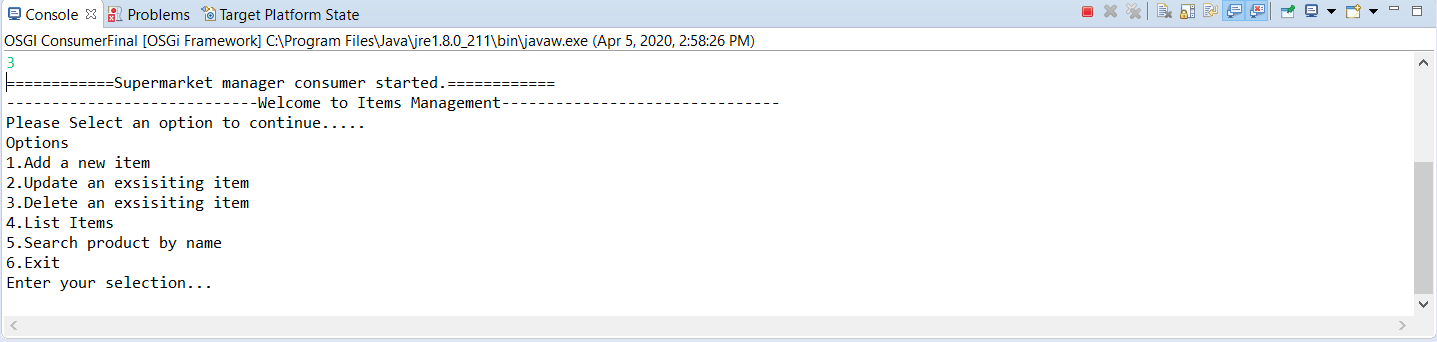 Console Problems Target Platform State
OSGI ConsumerFinal [OSGi Framework] C:\Program Files\Java\jre1.8.0_211\bin\javaw.exe (Apr 5, 2020, 2:58:26 PM)
3
============Supermarket manager consumer started.============
----------------------------Welcome to Items Management-------------------------------
Please Select an option to continue.....
Options
1.Add a new item
2.Update an exsisiting item
3.Delete an exsisiting item
4.List Items
5.Search product by name
6.Exit
Enter your selection...